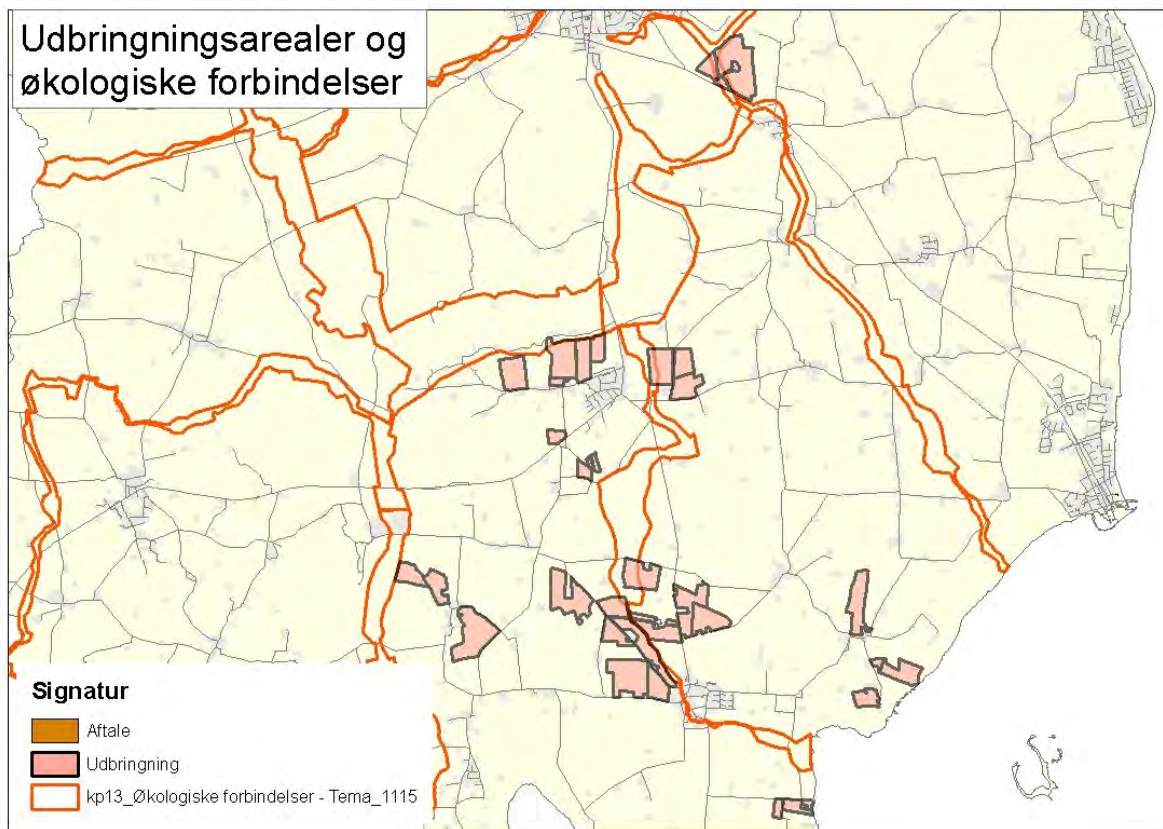 Udbringningsarealer og
økologiske forbindelser
Signatur
Aftale
Udbringning
kp13_Økologiske forbindelser - Tema_1115